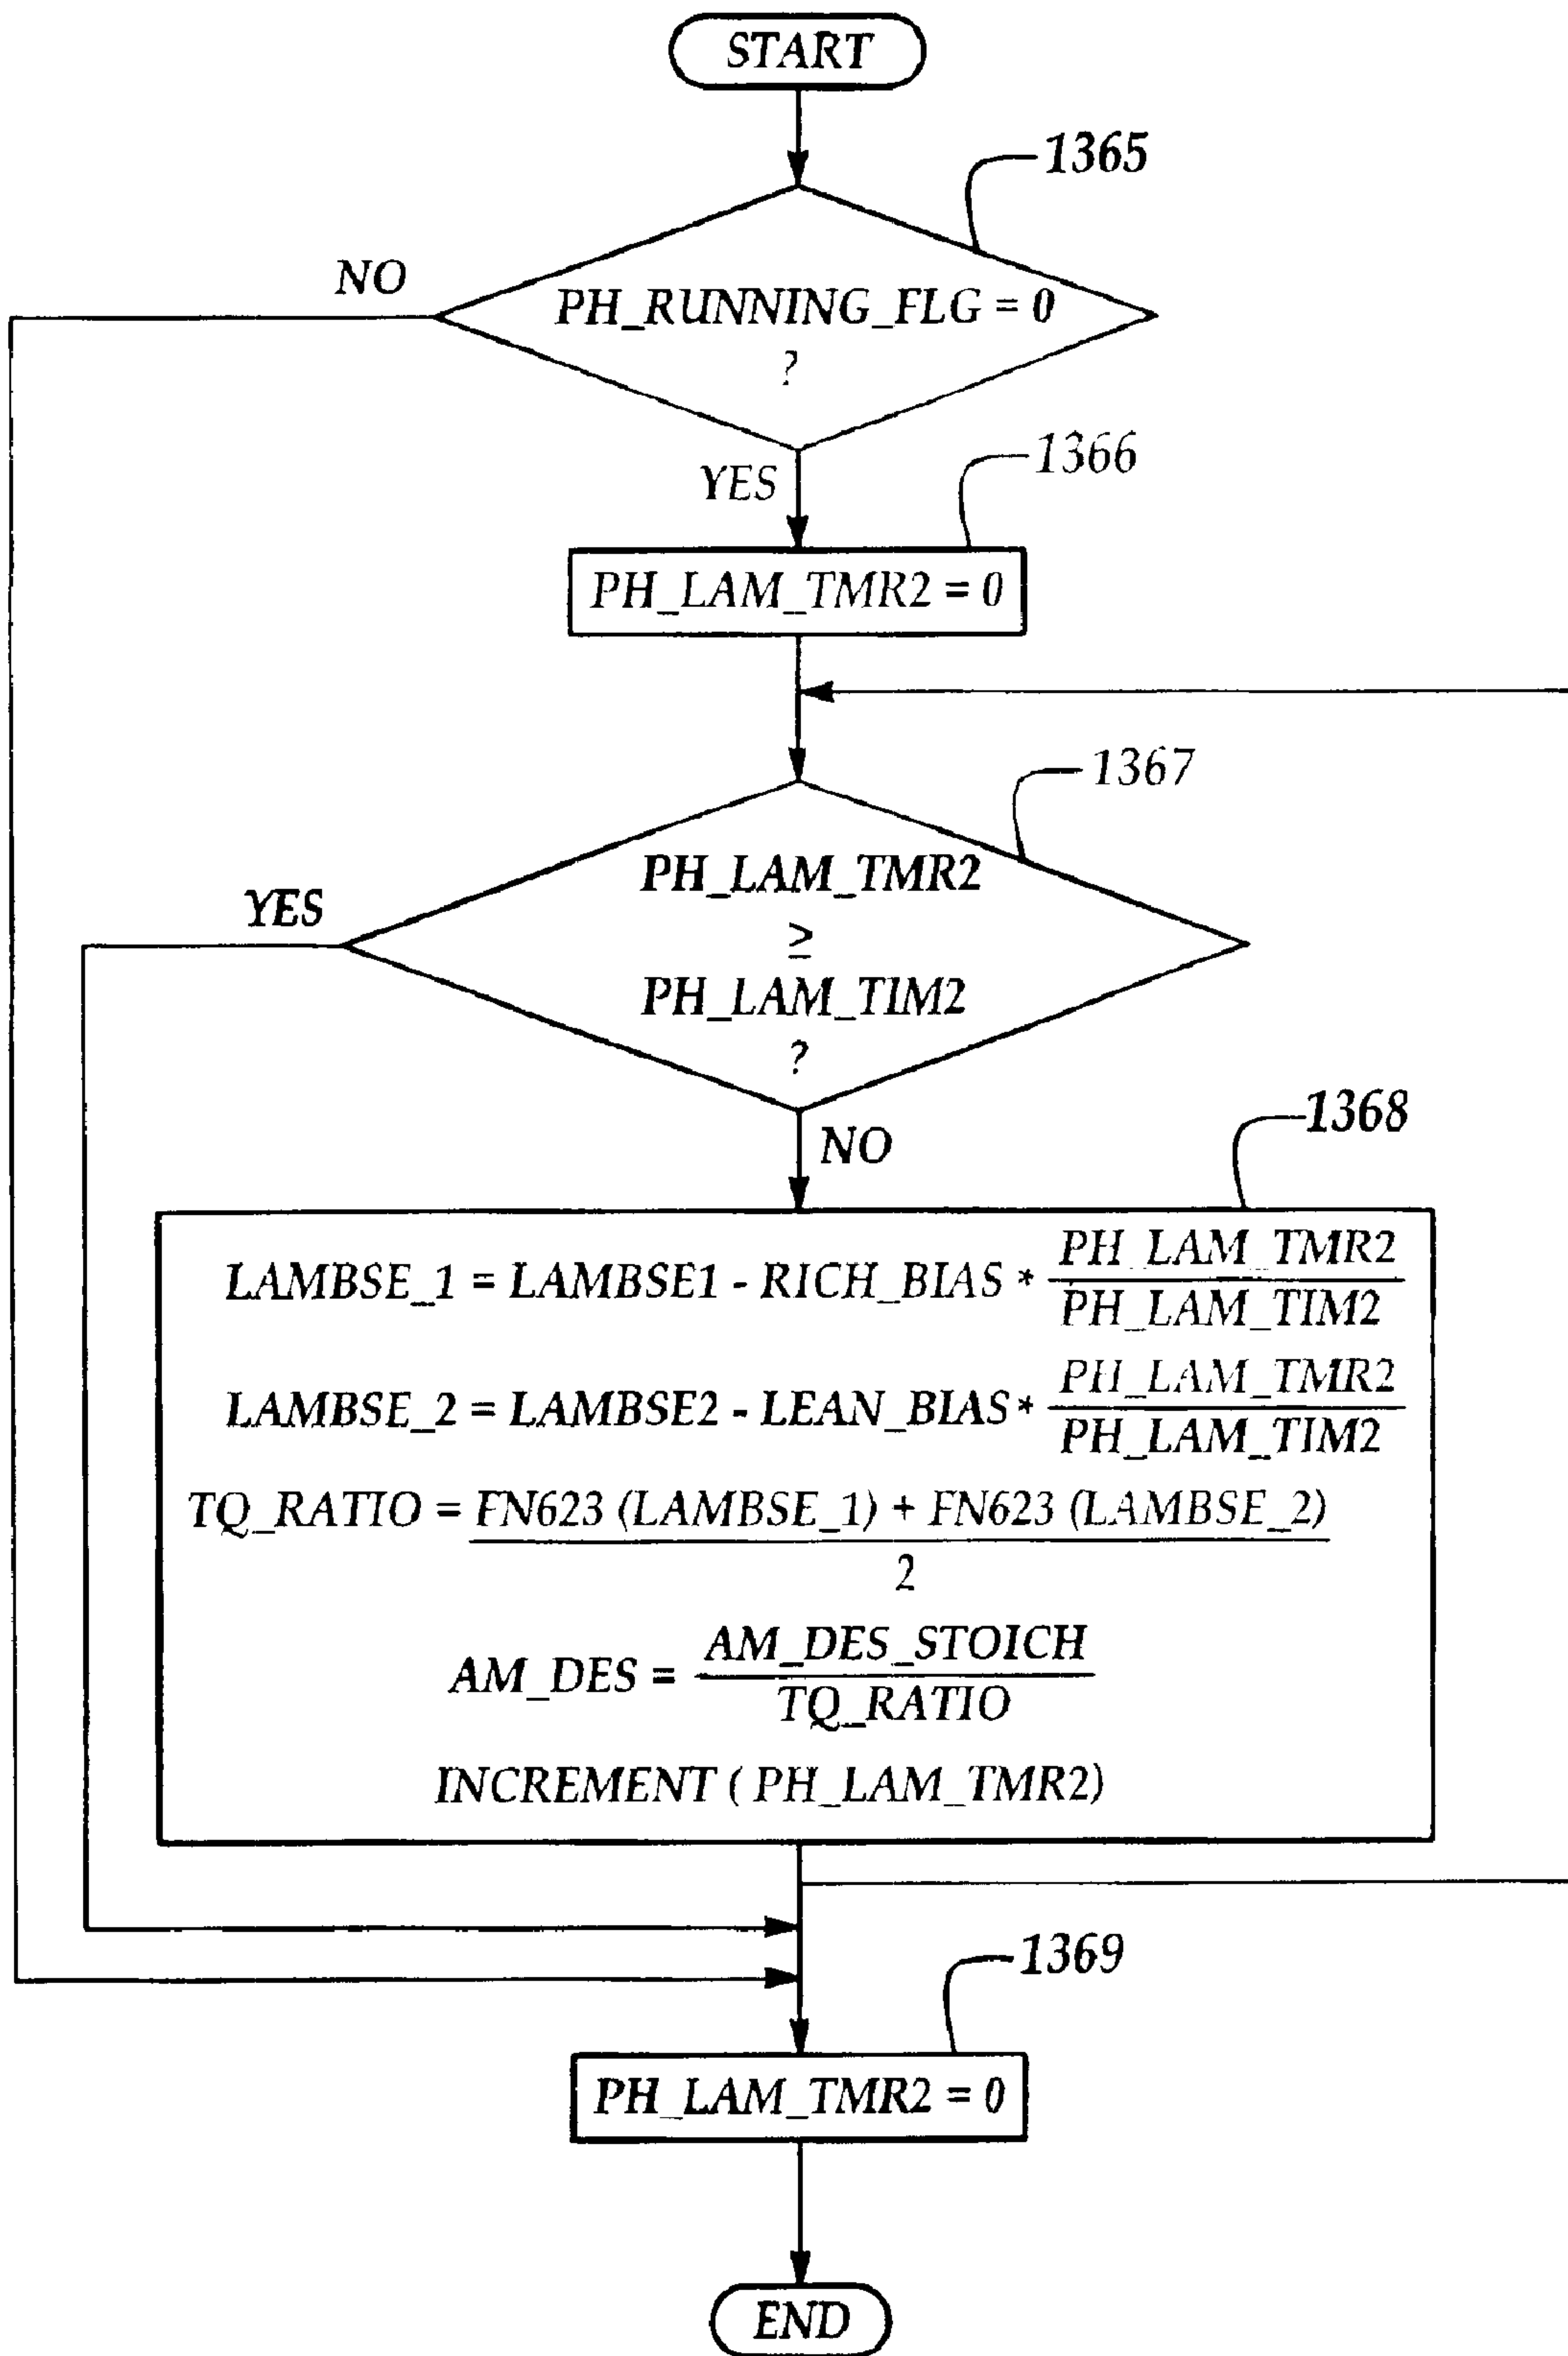 START
1365
NO
PH_RUNNING_FLG = 0
?
1366
YES
PH_LAM_TMR2 = 0
1367
YES
PH_LAM_TMR2
≥
PH_LAM_TIM2
?
1368
NO
LAMBSE_1 = LAMBSE1 - RICH_BIAS * PH_LAM_TMR2
PH_LAM_TIM2
LAMBSE_2 = LAMBSE2 - LEAN_BIAS * PH_LAM_TMR2
PH_LAM_TIM2
TQ_RATIO = FN623 (LAMBSE_1) + FN623 (LAMBSE_2)
2
AM_DES = AM_DES_STOICH
TQ_RATIO
INCREMENT ( PH_LAM_TMR2)
1369
PH_LAM_TMR2 = 0
END